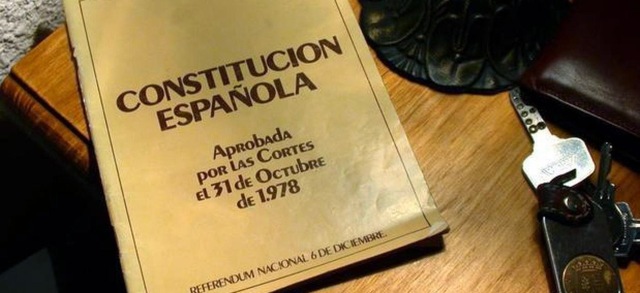 CONSTITUCION
ESPAÑOLA
APROBADA
POR LAS CORTES
EL 31 DE OCTUBRE
DE 1.978
REFERENDUM NACIONAL 6 DE DICIEMBRE.